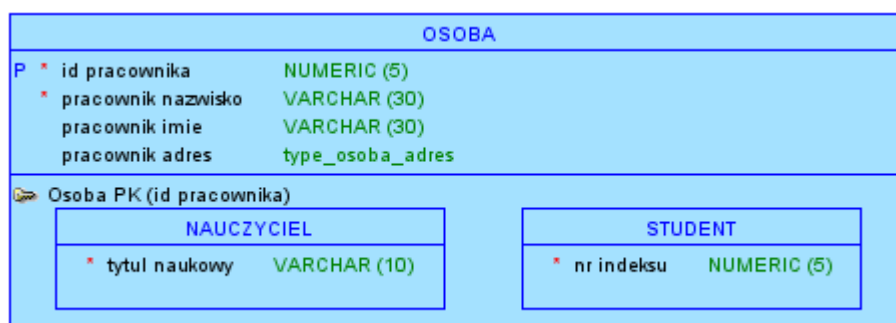 OSOBA
P * id pracownika NUMERIC (5)
* pracownik nazwisko VARCHAR (30)
pracownik imie VARCHAR (30)
pracownik adres type_osoba_adres
Osoba PK (id pracownika)
NAUCZYCIEL STUDENT
* tytul naukowy VARCHAR (10) * nr indeksu NUMERIC (5)